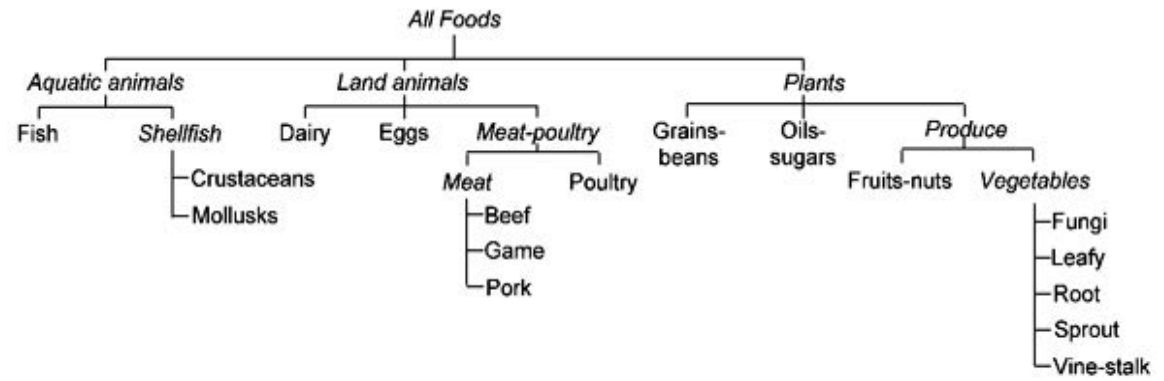 All Foods
Aquatic animals
Land animals
Plants
Fish
Shellfish
Dairy
Eggs
Meat-poultry
Grains-
beans
Oils-
sugars
Produce
Crustaceans
Mollusks
Meat
Poultry
Fruits-nuts
Vegetables
Beef
Game
Pork
Fungi
Leafy
Root
Sprout
Vine-stalk